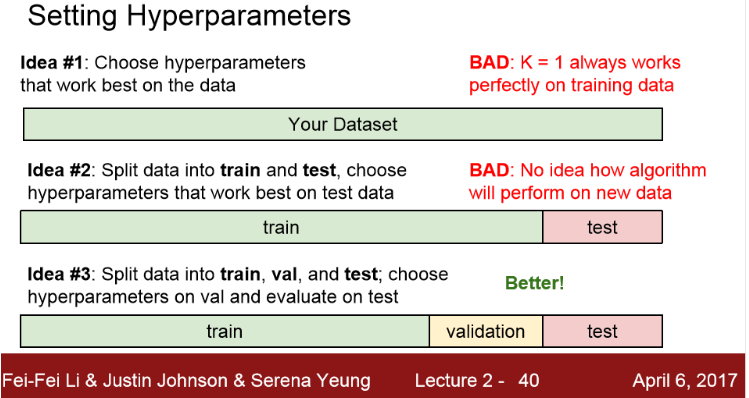 Setting Hyperparameters
Idea #1: Choose hyperparameters
that work best on the data
BAD: K = 1 always works
perfectly on training data
Your Dataset
Idea #2: Split data into train and test, choose
hyperparameters that work best on test data
BAD: No idea how algorithm
will perform on new data
train
test
Idea #3: Split data into train, val, and test; choose
hyperparameters on val and evaluate on test
Better!
train
validation
test
Fei-Fei Li & Justin Johnson & Serena Yeung
Lecture 2 - 40
April 6, 2017